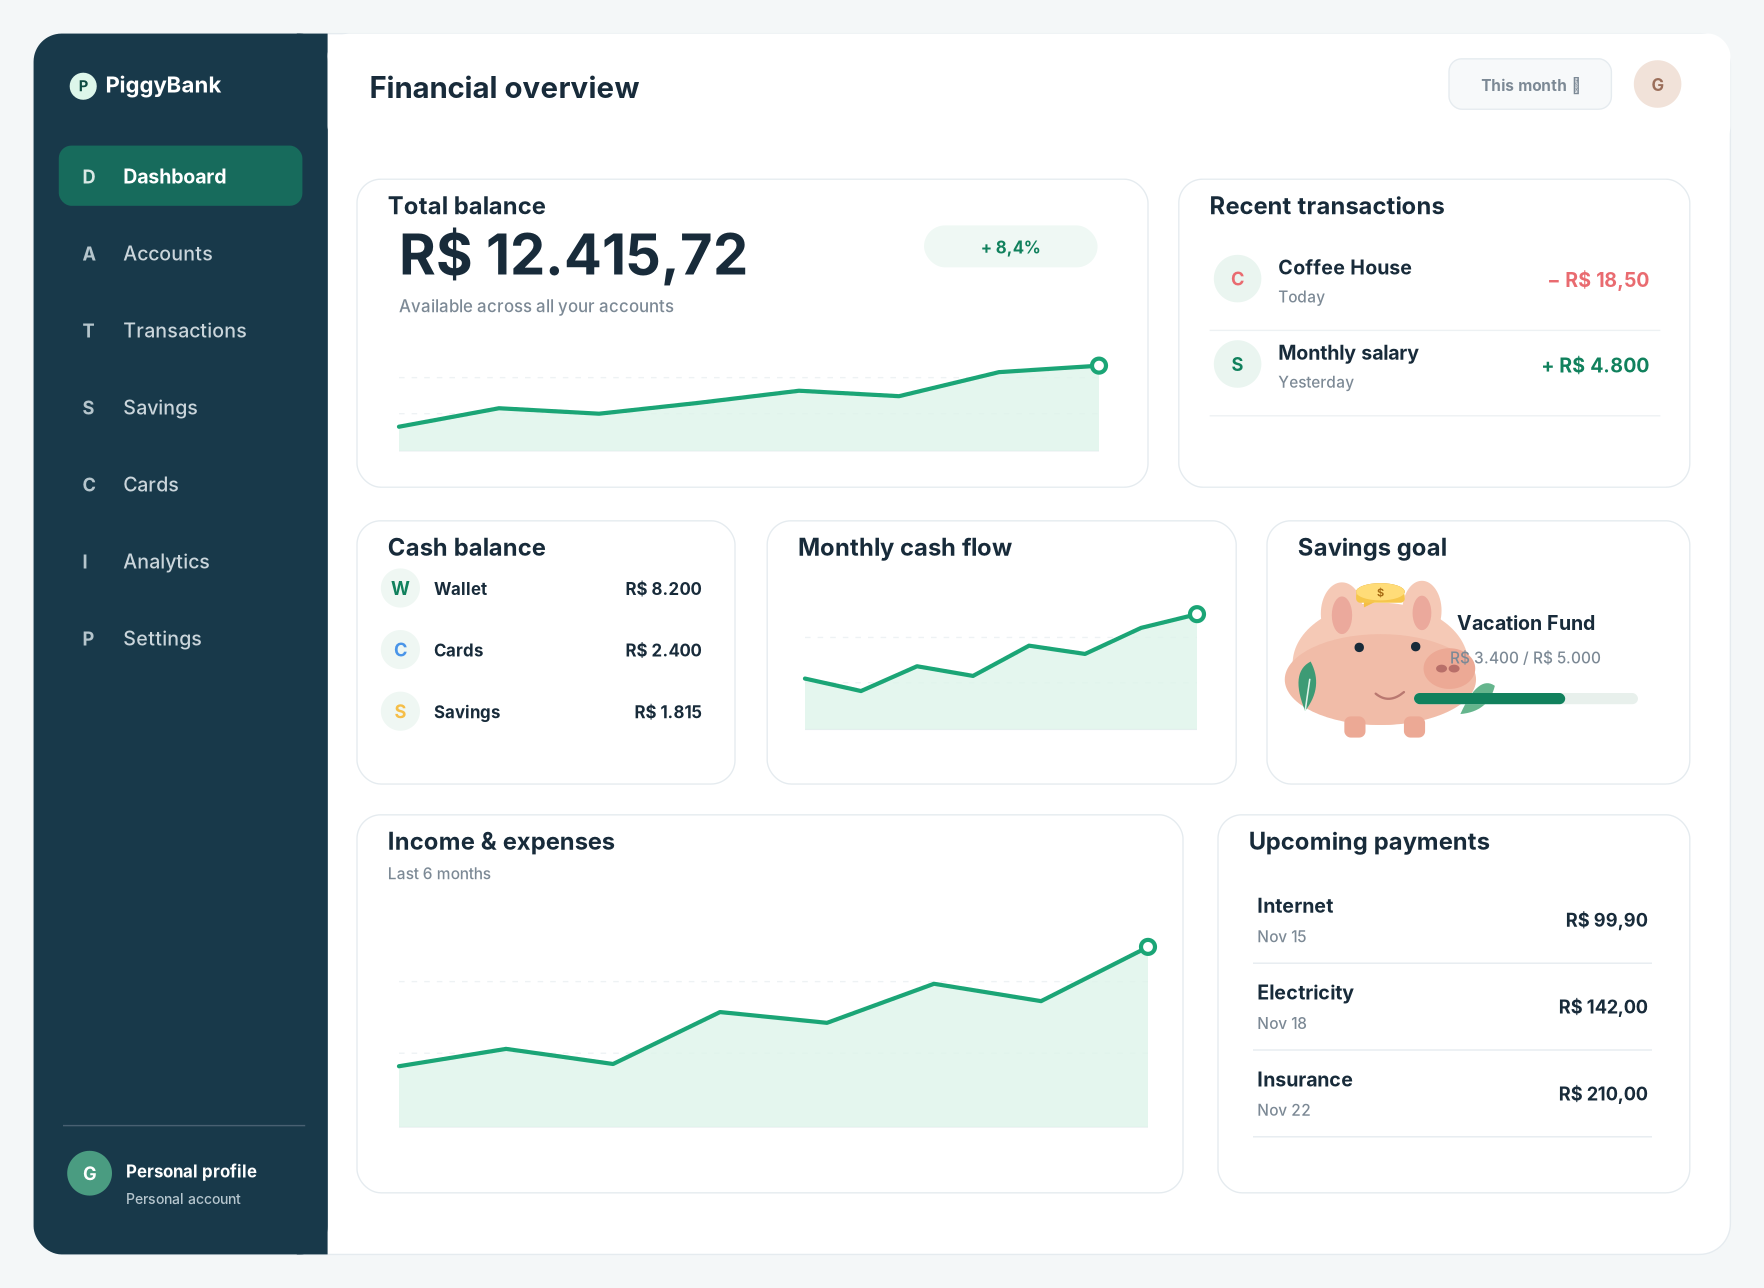 P PiggyBank
D Dashboard
A Accounts
T Transactions
S Savings
C Cards
I Analytics
P Settings
G Personal profile
Personal account
Financial overview
This month
G
Total balance
R$ 12.415,72
+ 8,4%
Available across all your accounts
Recent transactions
C Coffee House
Today
– R$ 18,50
S Monthly salary
Yesterday
+ R$ 4.800
Cash balance
W Wallet R$ 8.200
C Cards R$ 2.400
S Savings R$ 1.815
Monthly cash flow
Savings goal
$
Vacation Fund
R$ 3.400 / R$ 5.000
Income & expenses
Last 6 months
Upcoming payments
Internet
Nov 15
R$ 99,90
Electricity
Nov 18
R$ 142,00
Insurance
Nov 22
R$ 210,00